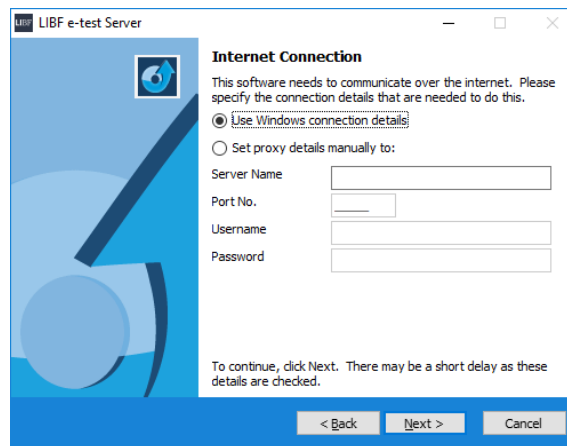 LIBF LIBF e-test Server
Internet Connection
This software needs to communicate over the internet. Please
specify the connection details that are needed to do this.
Use Windows connection details
Set proxy details manually to:
Server Name
Port No.
Username
Password
To continue, click Next. There may be a short delay as these
details are checked.
< Back Next > Cancel